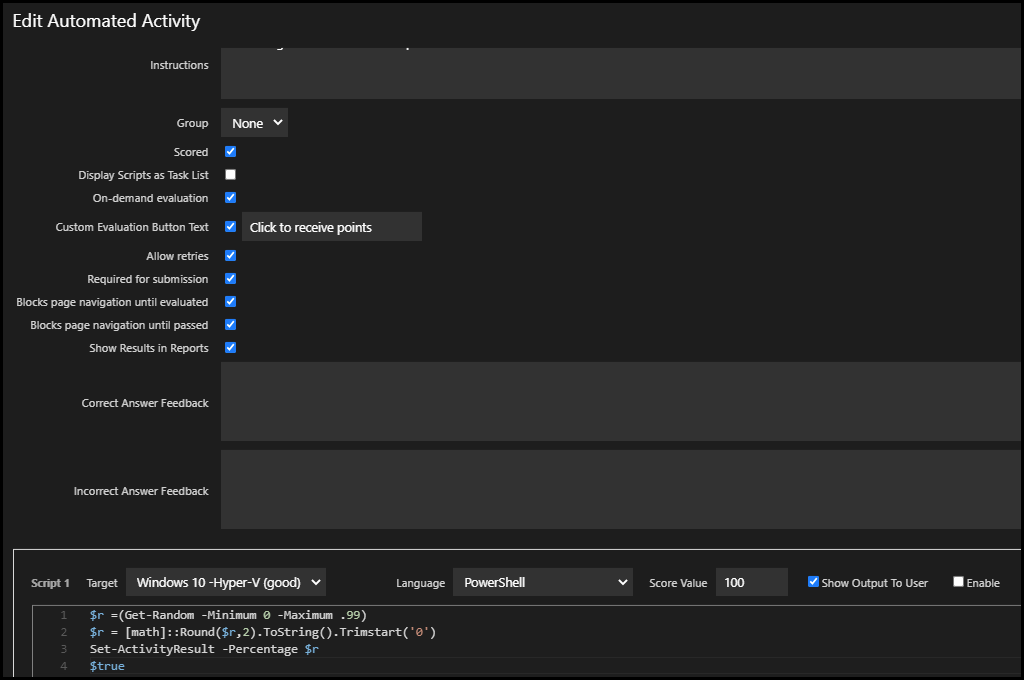 Edit Automated Activity
Instructions
Group None
Scored
Display Scripts as Task List
On-demand evaluation
Custom Evaluation Button Text Click to receive points
Allow retries
Required for submission
Blocks page navigation until evaluated
Blocks page navigation until passed
Show Results in Reports
Correct Answer Feedback
Incorrect Answer Feedback
Script 1 Target Windows 10 -Hyper-V (good) Language PowerShell Score Value 100 Show Output To User Enable
1 $r =(Get-Random -Minimum 0 -Maximum .99)
2 $r = [math]::Round($r,2).ToString().Trimstart('0')
3 Set-ActivityResult -Percentage $r
4 $true